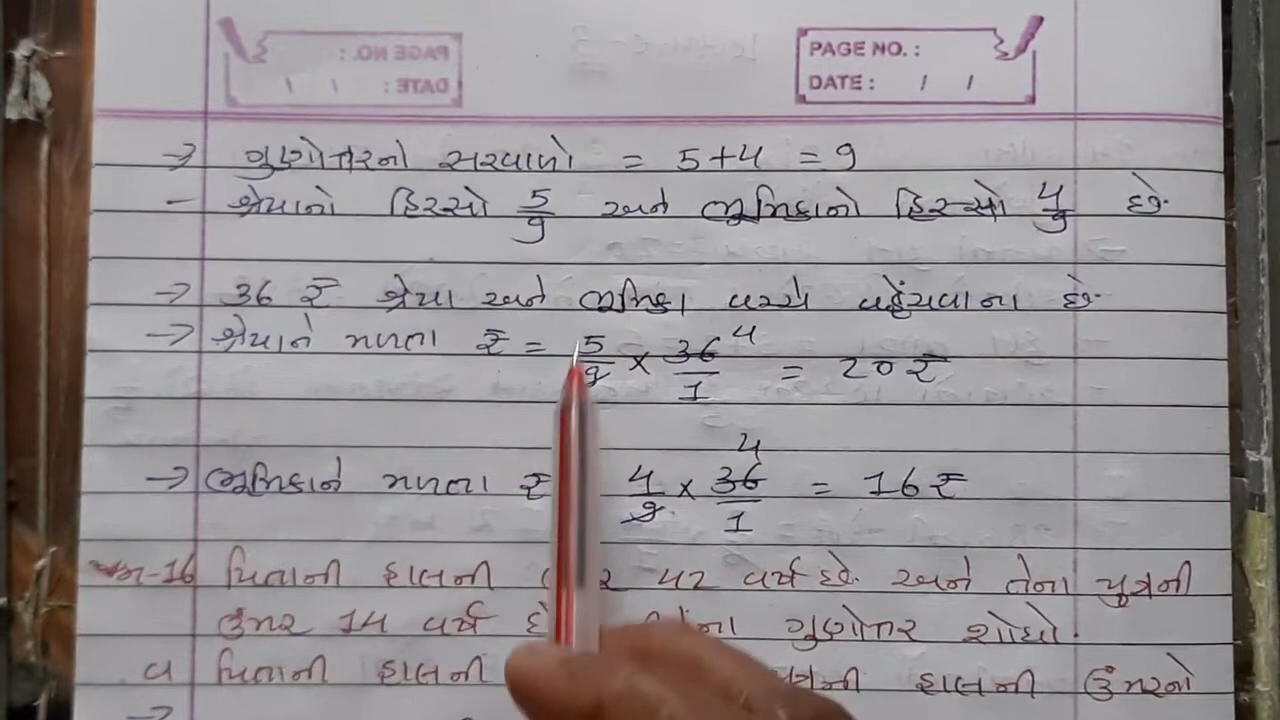 PAGE NO. :
DATE : / /
→ ગુણોત્તરનો સરવાળો = 5+4 = 9
- શ્રેયાનો હિસ્સો 5/9 અને ભૂમિકાનો હિસ્સો 4/9 છે.
→ 36 ₹ શ્રેયા અને ભૂમિકા વચ્ચે વહેંચવાના છે.
→ શ્રેયાને મળતા ₹ = 5/9 × 36/1 4 = 20 ₹
→ ભૂમિકાને મળતા ₹ 4/9 × 36/1 4 = 16 ₹
-16 પિતાની હાલની 42 વર્ષ છે. અને તેના પુત્રની
ઉંમર 14 વર્ષ ગુણોત્તર શોધો.
પિતાની હાલની હાલની ઉંમરનો
→